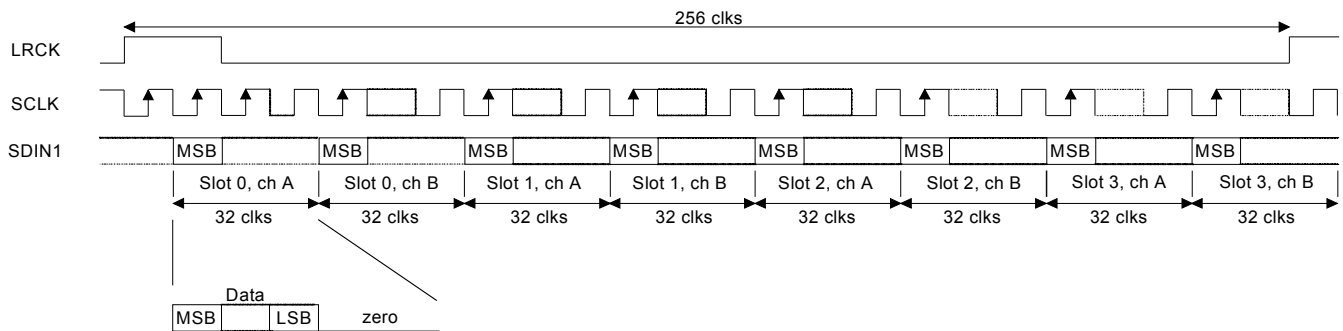 256 clks
LRCK
SCLK
SDIN1
MSB MSB MSB MSB MSB MSB MSB MSB
Slot 0, ch A Slot 0, ch B Slot 1, ch A Slot 1, ch B Slot 2, ch A Slot 2, ch B Slot 3, ch A Slot 3, ch B
32 clks 32 clks 32 clks 32 clks 32 clks 32 clks 32 clks 32 clks
Data
MSB LSB zero